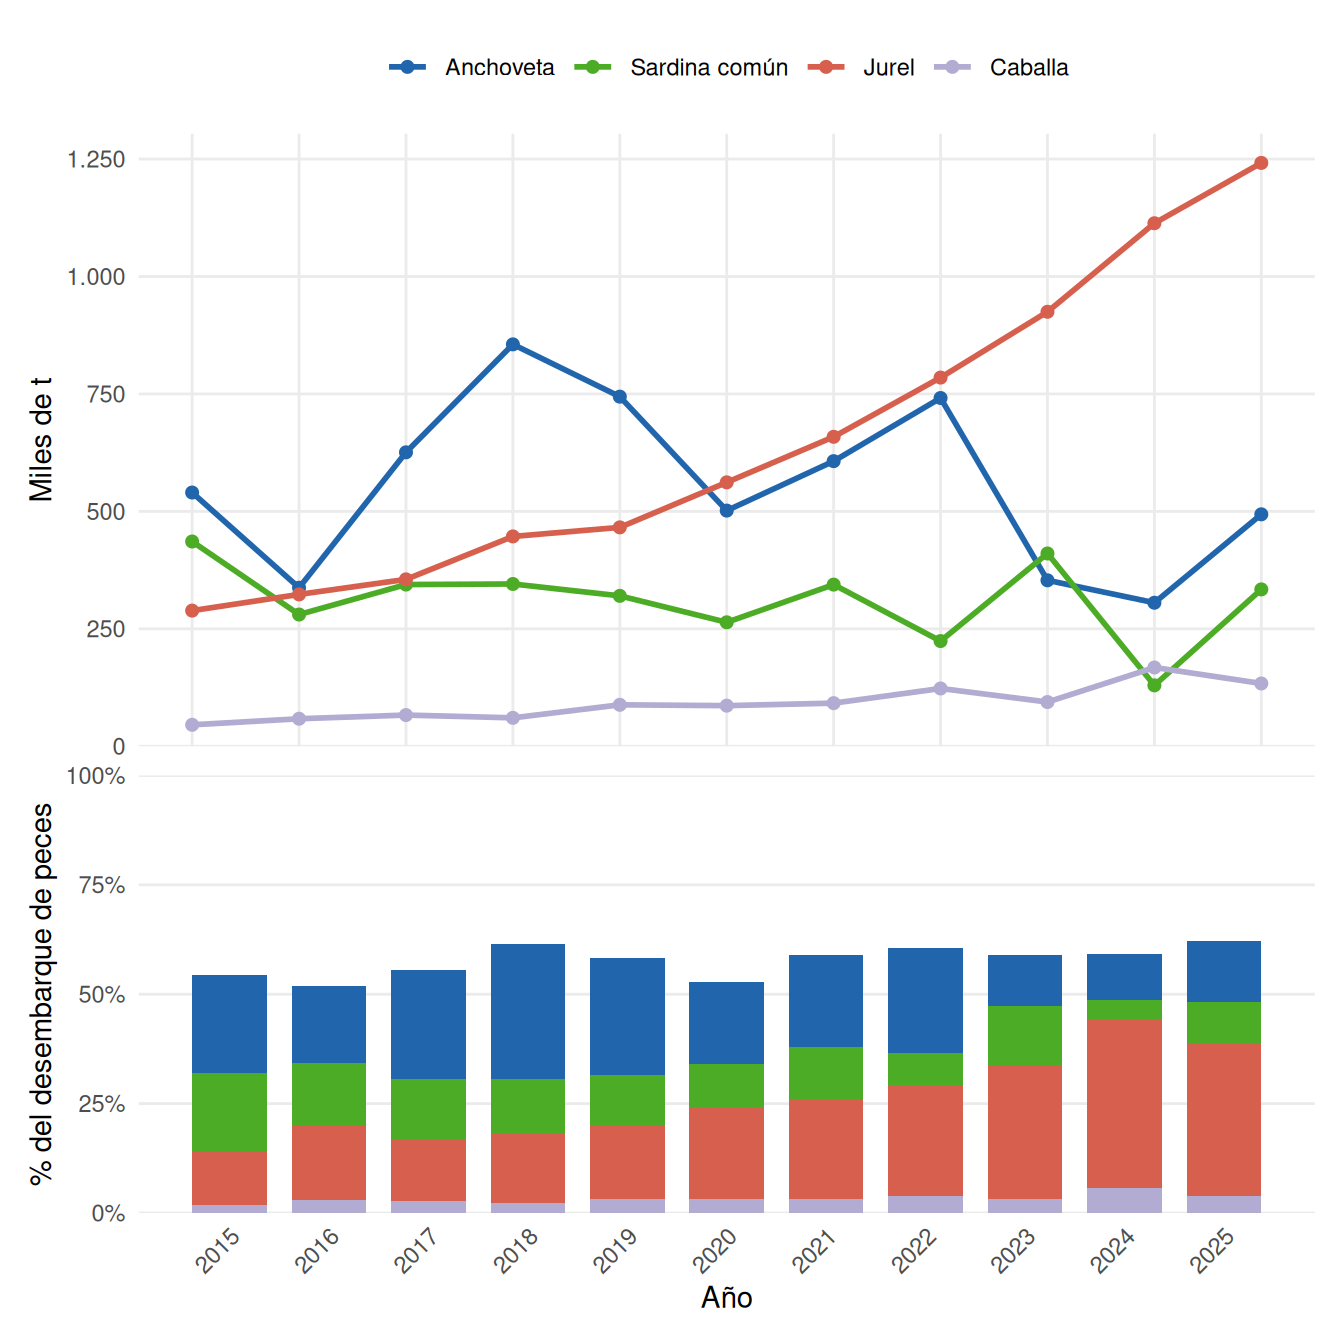 Anchoveta Sardina común Jurel Caballa
Miles de t
1.250
1.000
750
500
250
0
% del desembarque de peces
100%
75%
50%
25%
0%
2015 2016 2017 2018 2019 2020 2021 2022 2023 2024 2025
Año